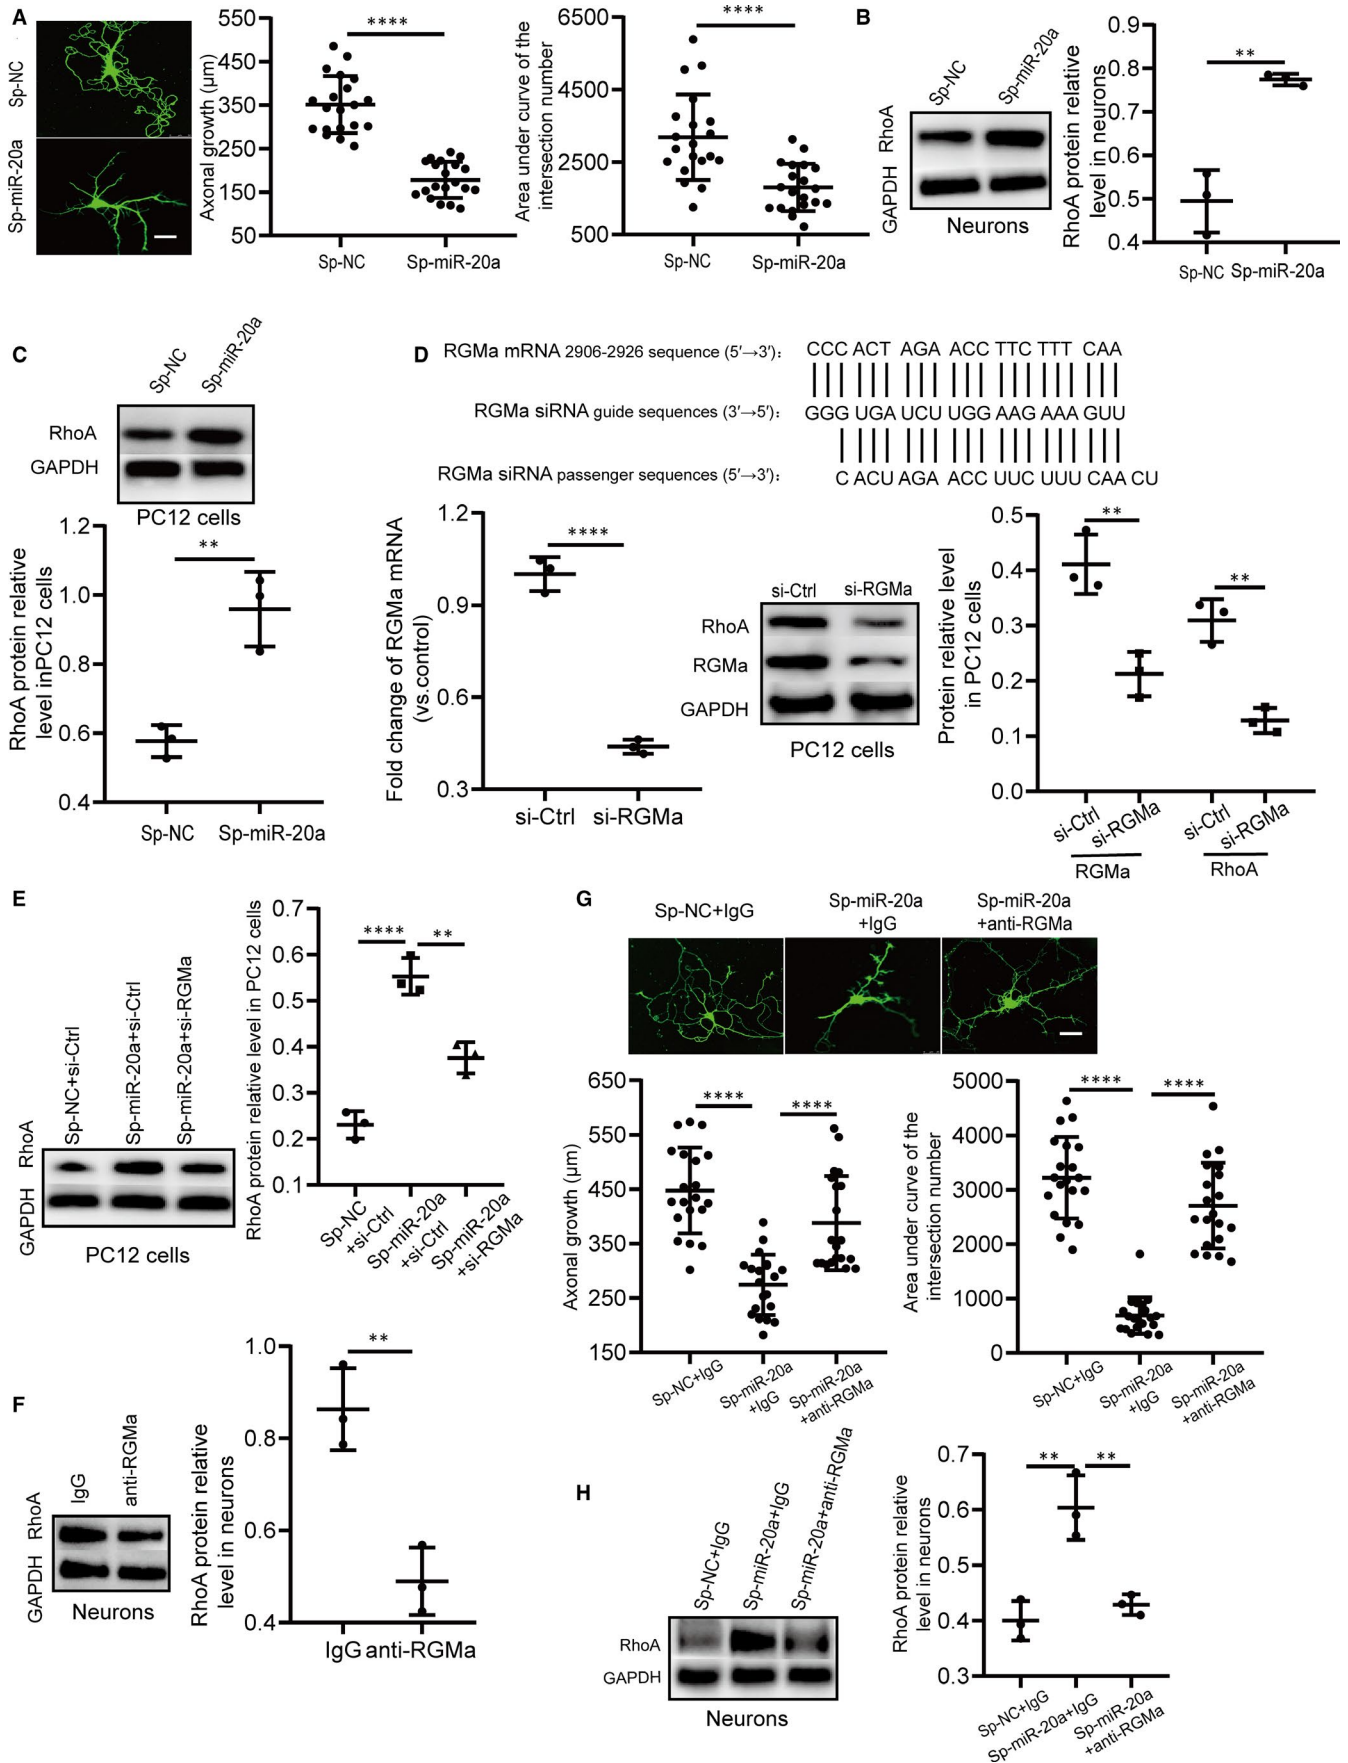 A
Sp-NC
Sp-miR-20a
Axonal growth (μm)
550
450
350
250
150
50
****
Sp-NC
Sp-miR-20a
Area under curve of the
intersection number
6500
4500
2500
500
****
Sp-NC
Sp-miR-20a
B
Sp-NC
Sp-miR-20a
RhoA
GAPDH
Neurons
RhoA protein relative
level in neurons
0.9
0.8
0.7
0.6
0.5
0.4
**
Sp-NC
Sp-miR-20a
C
Sp-NC
Sp-miR-20a
RhoA
GAPDH
PC12 cells
RhoA protein relative
level inPC12 cells
1.2
1.0
0.8
0.6
0.4
**
Sp-NC
Sp-miR-20a
D
RGMa mRNA 2906-2926 sequence (5′→3′): CCC ACT AGA ACC TTC TTT CAA
RGMa siRNA guide sequences (3′→5′): GGG UGA UCU UGG AAG AAA GUU
RGMa siRNA passenger sequences (5′→3′): C ACU AGA ACC UUC UUU CAA CU
Fold change of RGMa mRNA
(vs.control)
1.2
0.9
0.6
0.3
****
si-Ctrl
si-RGMa
si-Ctrl
si-RGMa
RhoA
RGMa
GAPDH
PC12 cells
Protein relative level
in PC12 cells
0.5
0.4
0.3
0.2
0.1
0.0
**
**
si-Ctrl
si-RGMa
si-Ctrl
si-RGMa
RGMa
RhoA
E
Sp-NC+si-Ctrl
Sp-miR-20a+si-Ctrl
Sp-miR-20a+si-RGMa
RhoA
GAPDH
PC12 cells
RhoA protein relative level in PC12 cells
0.7
0.6
0.5
0.4
0.3
0.2
0.1
****
**
Sp-NC
+si-Ctrl
Sp-miR-20a
+si-Ctrl
Sp-miR-20a
+si-RGMa
F
IgG
anti-RGMa
RhoA
GAPDH
Neurons
RhoA protein relative
level in neurons
1.0
0.8
0.6
0.4
**
IgG
anti-RGMa
G
Sp-NC+IgG
Sp-miR-20a
+IgG
Sp-miR-20a
+anti-RGMa
Axonal growth (μm)
650
550
450
350
250
150
****
****
Sp-NC+IgG
Sp-miR-20a
+IgG
Sp-miR-20a
+anti-RGMa
Area under curve of the
intersection number
5000
4000
3000
2000
1000
0
****
****
Sp-NC+IgG
Sp-miR-20a
+IgG
Sp-miR-20a
+anti-RGMa
H
Sp-NC+IgG
Sp-miR-20a+IgG
Sp-miR-20a+anti-RGMa
RhoA
GAPDH
Neurons
RhoA protein relative
level in neurons
0.7
0.6
0.5
0.4
0.3
**
**
Sp-NC+IgG
Sp-miR-20a+IgG
Sp-miR-20a
+anti-RGMa